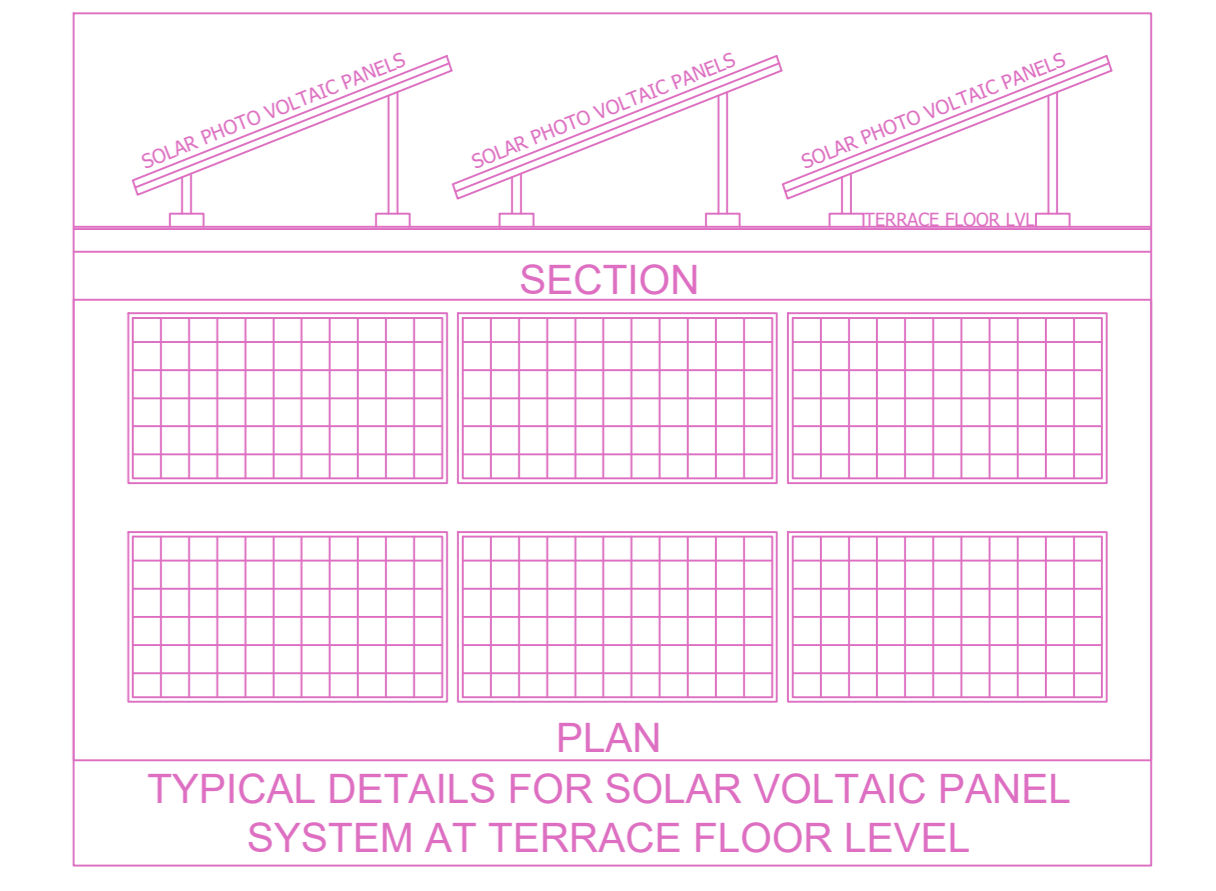 SOLAR PHOTO VOLTAIC PANELS
SOLAR PHOTO VOLTAIC PANELS
SOLAR PHOTO VOLTAIC PANELS
TERRACE FLOOR LVL
SECTION
PLAN
TYPICAL DETAILS FOR SOLAR VOLTAIC PANEL
SYSTEM AT TERRACE FLOOR LEVEL